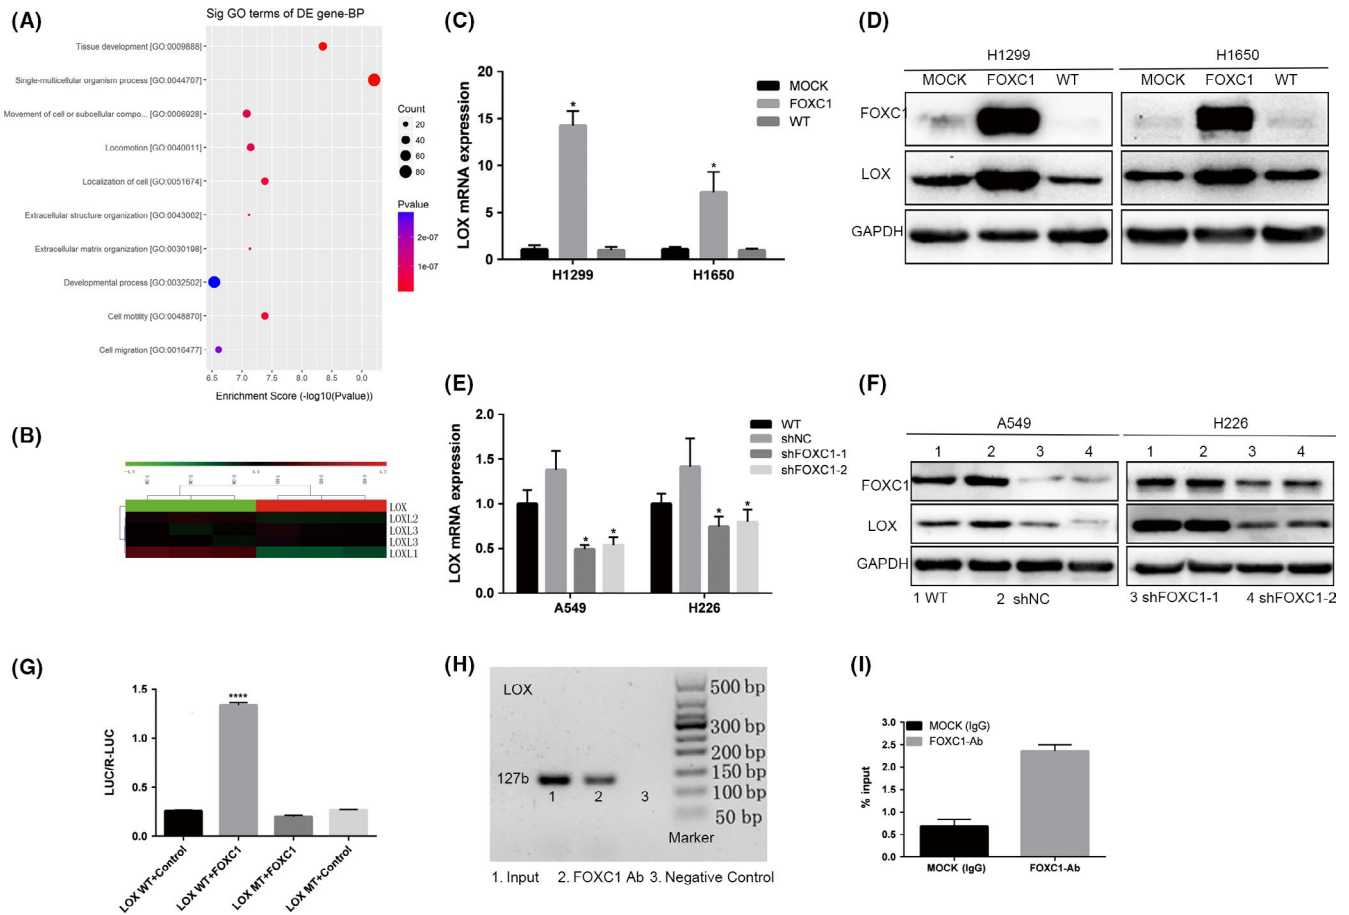 (A)
Sig GO terms of DE gene-BP
Tissue development [GO:0009888]
Single-multicellular organism process [GO:0044707]
Movement of cell or subcellular compo... [GO:0006928]
Locomotion [GO:0040011]
Localization of cell [GO:0051674]
Extracellular structure organization [GO:0043062]
Extracellular matrix organization [GO:0030198]
Developmental process [GO:0032502]
Cell motility [GO:0048870]
Cell migration [GO:0016477]
6.5 7.0 7.5 8.0 8.5 9.0
Enrichment Score (-log10(Pvalue))
Count
20
40
60
80
Pvalue
2e-07
1e-07
(B)
LOX
LOXL2
LOXL3
LOXL3
LOXL1
(C)
LOX mRNA expression
20
15
10
5
0
* *
H1299 H1650
MOCK
FOXC1
WT
(D)
H1299 H1650
MOCK FOXC1 WT MOCK FOXC1 WT
FOXC1
LOX
GAPDH
(E)
LOX mRNA expression
2.0
1.5
1.0
0.5
0.0
* * * *
A549 H226
WT
shNC
shFOXC1-1
shFOXC1-2
(F)
A549 H226
1 2 3 4 1 2 3 4
FOXC1
LOX
GAPDH
1 WT 2 shNC 3 shFOXC1-1 4 shFOXC1-2
(G)
LUC/R-LUC
1.5
1.0
0.5
0.0
****
LOX WT+Control
LOX WT+FOXC1
LOX MT+FOXC1
LOX MT+Control
(H)
LOX
127b
1 2 3
500 bp
300 bp
200 bp
150 bp
100 bp
50 bp
Marker
1. Input 2. FOXC1 Ab 3. Negative Control
(I)
% input
3.0
2.5
2.0
1.5
1.0
0.5
0.0
MOCK (IgG)
FOXC1-Ab
MOCK (IgG) FOXC1-Ab